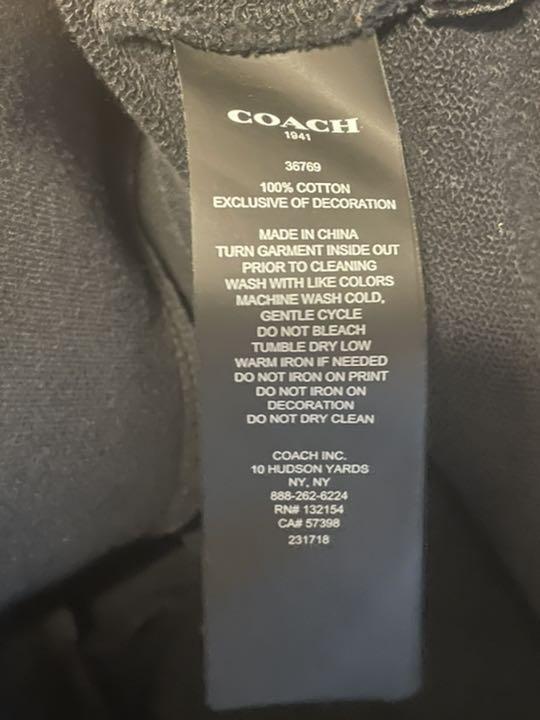 COACH
1941
36769
100% COTTON
EXCLUSIVE OF DECORATION
MADE IN CHINA
TURN GARMENT INSIDE OUT
PRIOR TO CLEANING
WASH WITH LIKE COLORS
MACHINE WASH COLD,
GENTLE CYCLE
DO NOT BLEACH
TUMBLE DRY LOW
WARM IRON IF NEEDED
DO NOT IRON ON PRINT
DO NOT IRON ON
DECORATION
DO NOT DRY CLEAN
COACH INC.
10 HUDSON YARDS
NY, NY
888-262-6224
RN# 132154
CA# 57398
231718